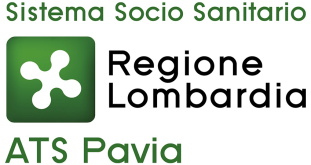 Sistema Socio Sanitario
Regione
Lombardia
ATS Pavia